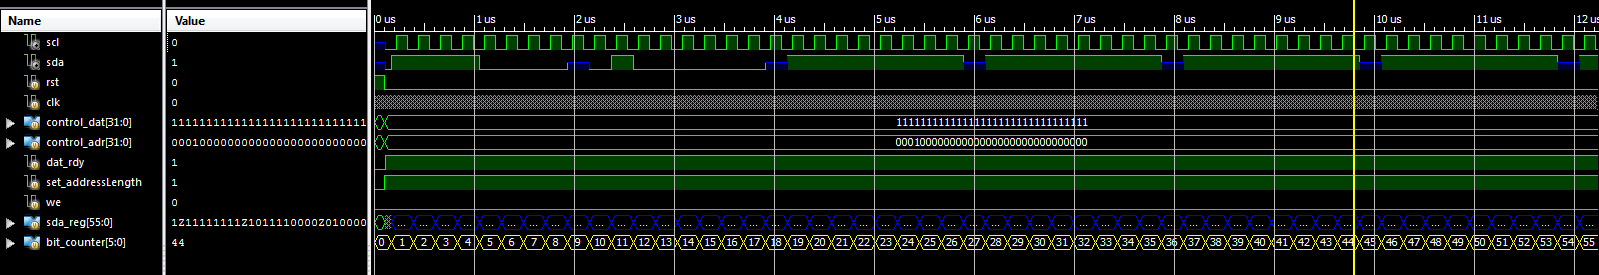 Name Value 0 us 1 us 2 us 3 us 4 us 5 us 6 us 7 us 8 us 9 us 10 us 11 us 12 us
scl 0
sda 1
rst 0
clk 0
control_dat[31:0] 11111111111111111111111111111111 11111111111111111111111111111111
control_adr[31:0] 00010000000000000000000000000000 00010000000000000000000000000000
dat_rdy 1
set_addressLength 1
we 0
sda_reg[55:0] 1Z11111111Z1011110000Z010000
bit_counter[5:0] 44 0 1 2 3 4 5 6 7 8 9 10 11 12 13 14 15 16 17 18 19 20 21 22 23 24 25 26 27 28 29 30 31 32 33 34 35 36 37 38 39 40 41 42 43 44 45 46 47 48 49 50 51 52 53 54 55